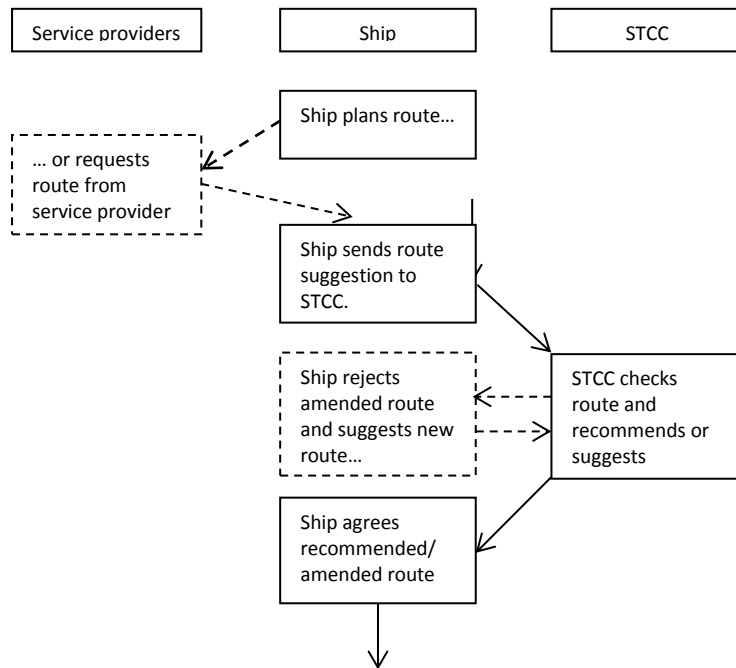 Service providers
Ship
STCC
Ship plans route…
… or requests
route from
service provider
Ship sends route
suggestion to
STCC.
Ship rejects
amended route
and suggests new
route…
STCC checks
route and
recommends or
suggests
Ship agrees
recommended/
amended route